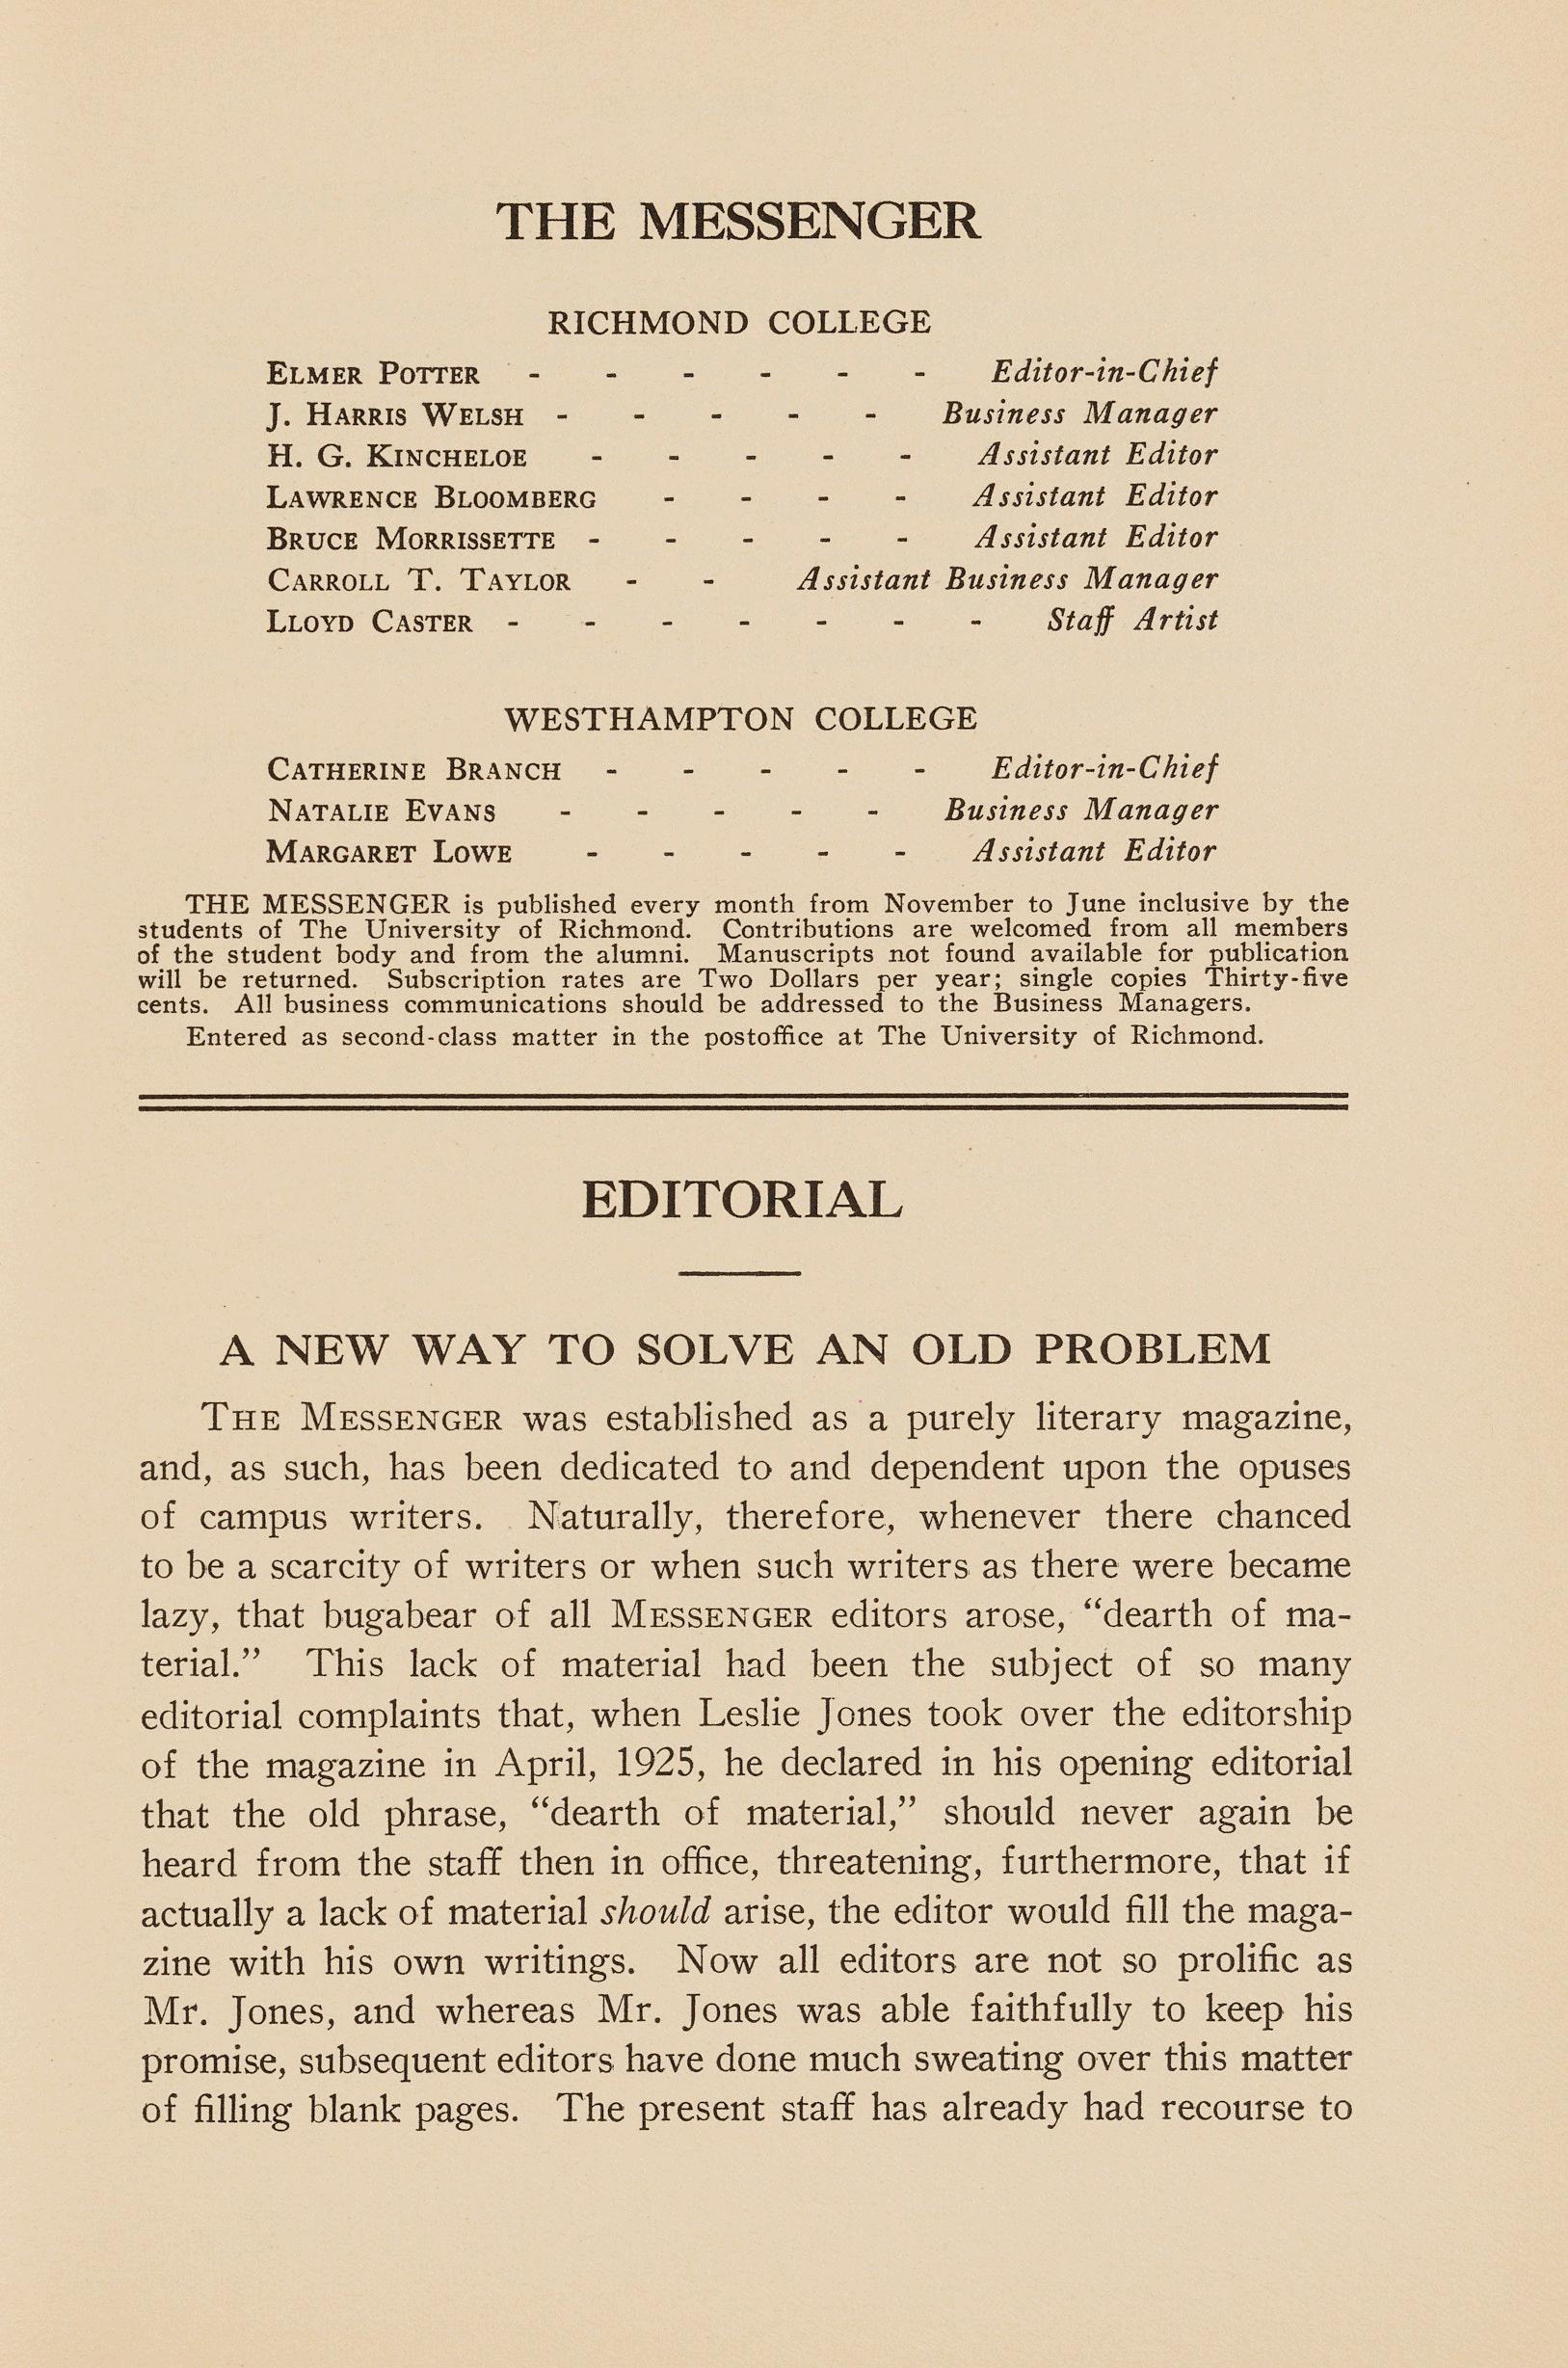 THE MESSENGER
RICHMOND COLLEGE
ELMER POTTER - - - - - - Editor-in-Chief
J. HARRIS WELSH - - - - - Business Manager
H. G. KINCHELOE - - - - - Assistant Editor
LAWRENCE BLOOMBERG - - - - Assistant Editor
BRUCE MORRISSETTE - - - - - Assistant Editor
CARROLL T. TAYLOR - - Assistant Business Manager
LLOYD CASTER - - - - - - - Staff Artist
WESTHAMPTON COLLEGE
CATHERINE BRANCH - - - - - Editor-in-Chief
NATALIE EVANS - - - - - Business Manager
MARGARET LOWE - - - - - Assistant Editor
THE MESSENGER is published every month from November to June inclusive by the
students of The University of Richmond. Contributions are welcomed from all members
of the student body and from the alumni. Manuscripts not found available for publication
will be returned. Subscription rates are Two Dollars per year; single copies Thirty-five
cents. All business communications should be addressed to the Business Managers.
Entered as second-class matter in the postoffice at The University of Richmond.
EDITORIAL
A NEW WAY TO SOLVE AN OLD PROBLEM
THE MESSENGER was established as a purely literary magazine,
and, as such, has been dedicated to and dependent upon the opuses
of campus writers. Naturally, therefore, whenever there chanced
to be a scarcity of writers or when such writers as there were became
lazy, that bugabear of all MESSENGER editors arose, “dearth of ma-
terial.” This lack of material had been the subject of so many
editorial complaints that, when Leslie Jones took over the editorship
of the magazine in April, 1925, he declared in his opening editorial
that the old phrase, “dearth of material,” should never again be
heard from the staff then in office, threatening, furthermore, that if
actually a lack of material should arise, the editor would fill the maga-
zine with his own writings. Now all editors are not so prolific as
Mr. Jones, and whereas Mr. Jones was able faithfully to keep his
promise, subsequent editors have done much sweating over this matter
of filling blank pages. The present staff has already had recourse to